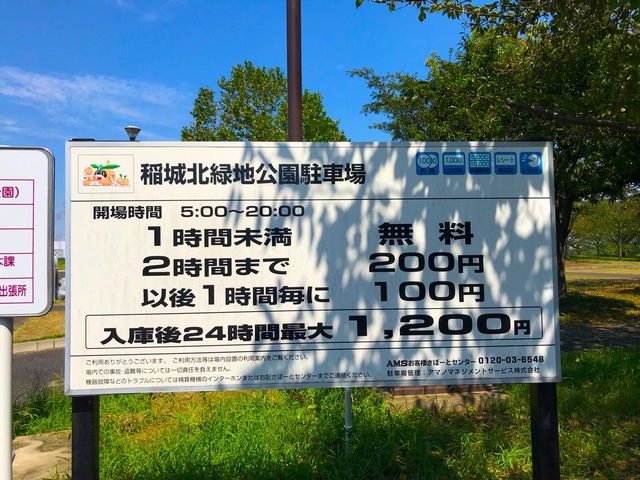 稲城北緑地公園駐車場
1000
1,000
レシート
開場時間 5:00～20:00
1時間未満 無料
2時間まで 200円
以後1時間毎に 100円
入庫後24時間最大 1,200円
ご利用ありがとうございます。 ご利用方法等は場内設置の利用案内をご覧ください。
場内での事故・盗難等については一切責任を負えません。
機器故障などのトラブルについては精算機横のインターホンまたは右記さぽーとセンターまでご連絡ください。
AMSお客様さぽーとセンター 0120-03-6548
駐車場管理：アマノマネジメントサービス株式会社
園）
課
出張所